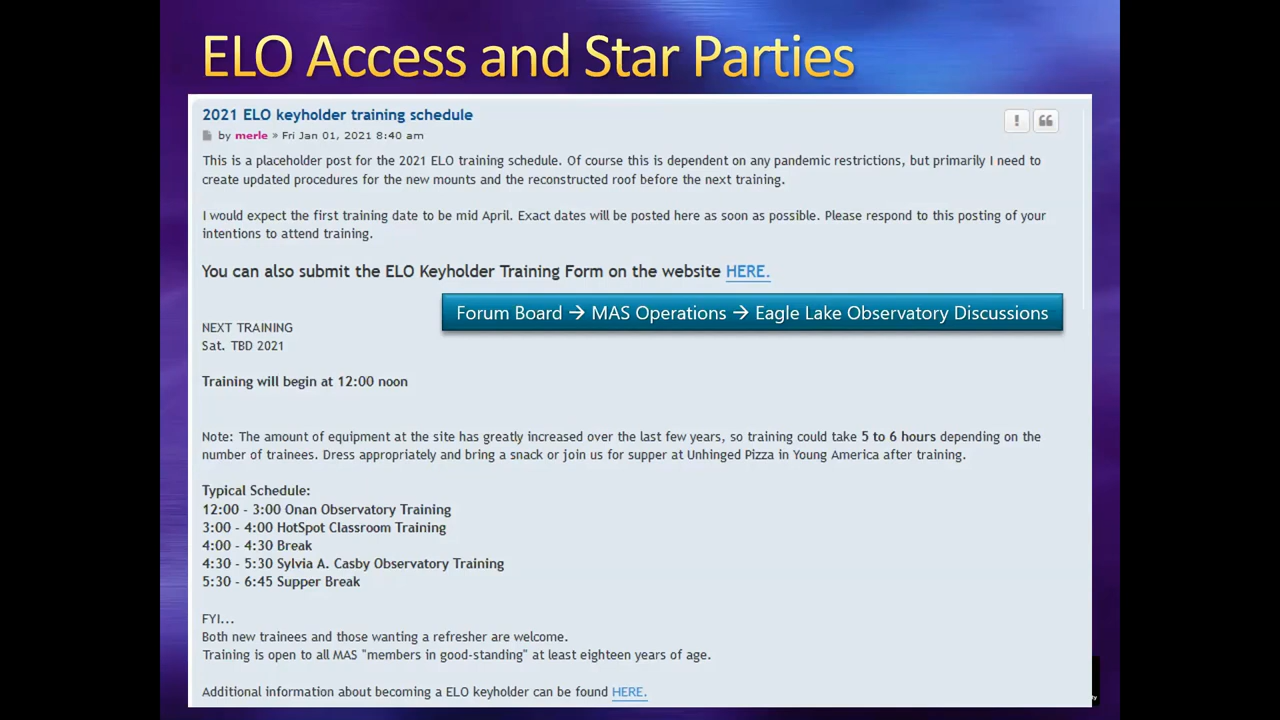 ELO Access and Star Parties
2021 ELO keyholder training schedule
by merle » Fri Jan 01, 2021 8:40 am
This is a placeholder post for the 2021 ELO training schedule. Of course this is dependent on any pandemic restrictions, but primarily I need to
create updated procedures for the new mounts and the reconstructed roof before the next training.
I would expect the first training date to be mid April. Exact dates will be posted here as soon as possible. Please respond to this posting of your
intentions to attend training.
You can also submit the ELO Keyholder Training Form on the website HERE.
Forum Board → MAS Operations → Eagle Lake Observatory Discussions
NEXT TRAINING
Sat. TBD 2021
Training will begin at 12:00 noon
Note: The amount of equipment at the site has greatly increased over the last few years, so training could take 5 to 6 hours depending on the
number of trainees. Dress appropriately and bring a snack or join us for supper at Unhinged Pizza in Young America after training.
Typical Schedule:
12:00 - 3:00 Onan Observatory Training
3:00 - 4:00 HotSpot Classroom Training
4:00 - 4:30 Break
4:30 - 5:30 Sylvia A. Casby Observatory Training
5:30 - 6:45 Supper Break
FYI...
Both new trainees and those wanting a refresher are welcome.
Training is open to all MAS "members in good-standing" at least eighteen years of age.
Additional information about becoming a ELO keyholder can be found HERE.